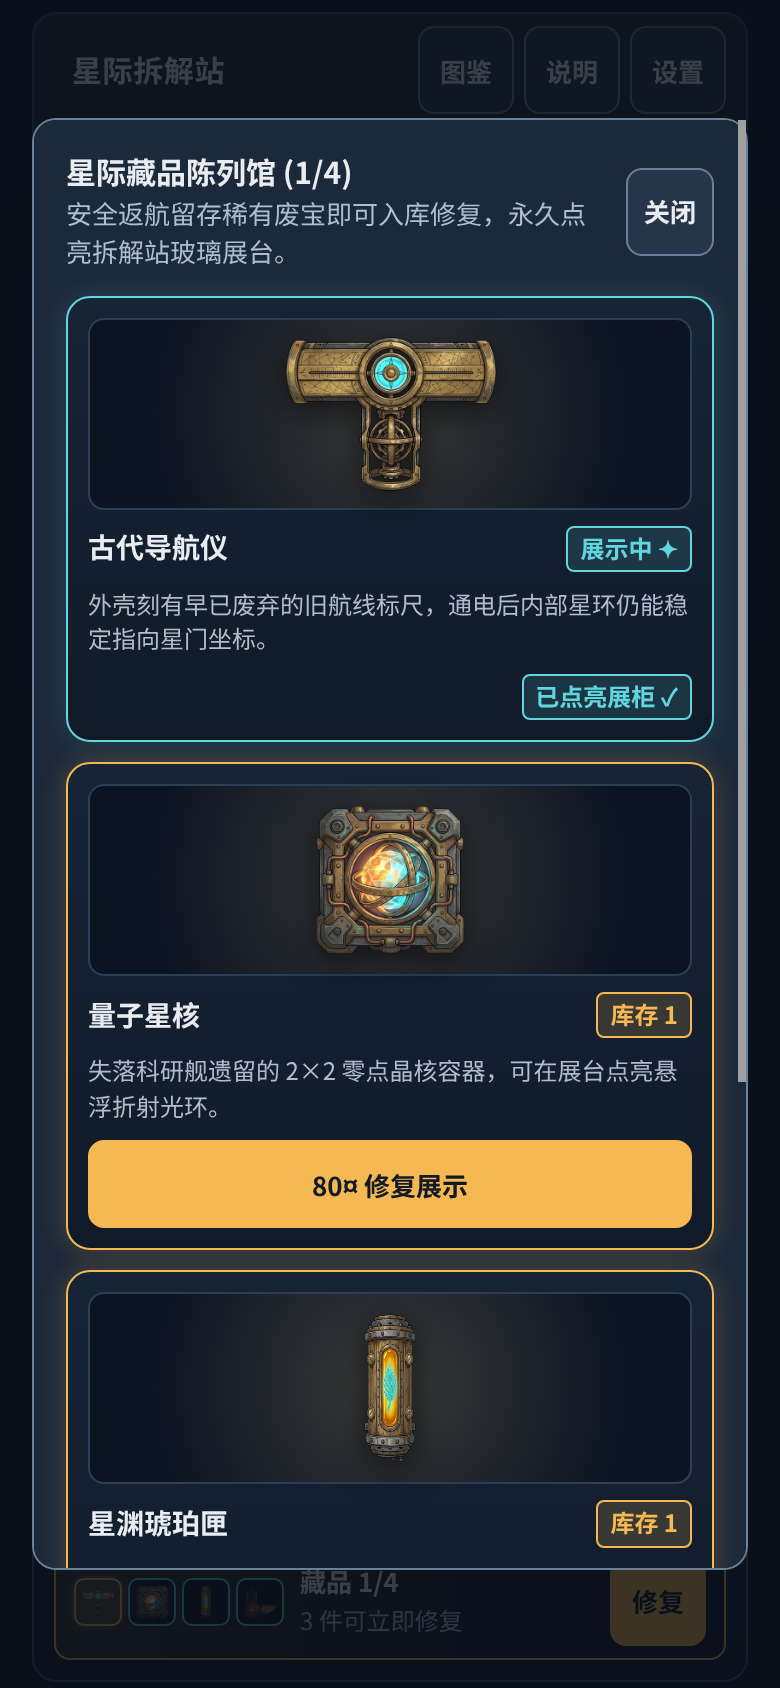 星际拆解站
图鉴
说明
设置
星际藏品陈列馆 (1/4)
安全返航留存稀有废宝即可入库修复，永久点
亮拆解站玻璃展台。
关闭
古代导航仪
展示中 ✦
外壳刻有早已废弃的旧航线标尺，通电后内部星环仍能稳
定指向星门坐标。
已点亮展柜 ✓
量子星核
库存 1
失落科研舰遗留的 2×2 零点晶核容器，可在展台点亮悬
浮折射光环。
80¤ 修复展示
星渊琥珀匣
库存 1
藏品 1/4
3 件可立即修复
修复